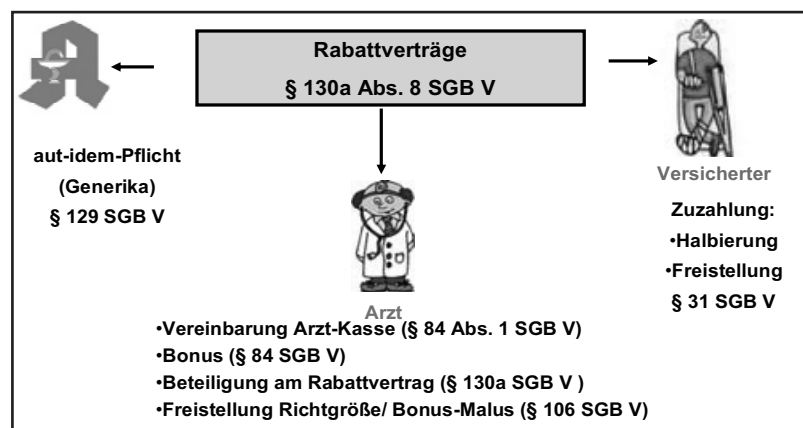 Rabattverträge
§ 130a Abs. 8 SGB V
aut-idem-Pflicht
(Generika)
§ 129 SGB V
Versicherter
Zuzahlung:
•Halbierung
•Freistellung
§ 31 SGB V
Arzt
•Vereinbarung Arzt-Kasse (§ 84 Abs. 1 SGB V)
•Bonus (§ 84 SGB V)
•Beteiligung am Rabattvertrag (§ 130a SGB V )
•Freistellung Richtgröße/ Bonus-Malus (§ 106 SGB V)